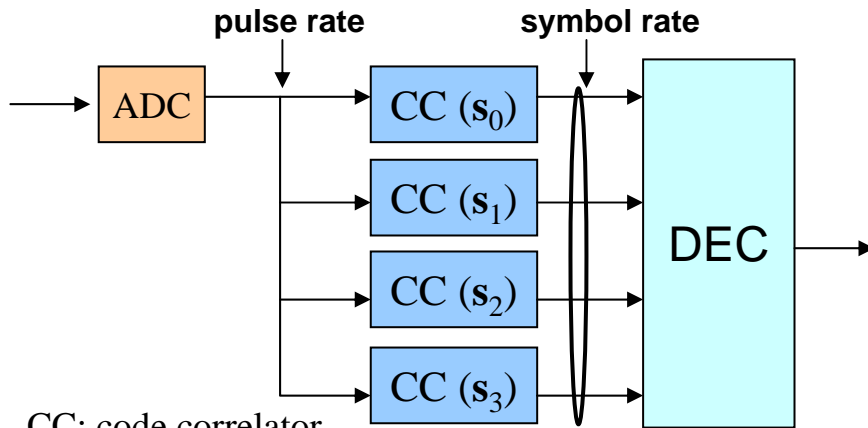 pulse rate symbol rate
ADC
CC (s₀)
CC (s₁)
CC (s₂)
CC (s₃)
DEC
CC: code correlator